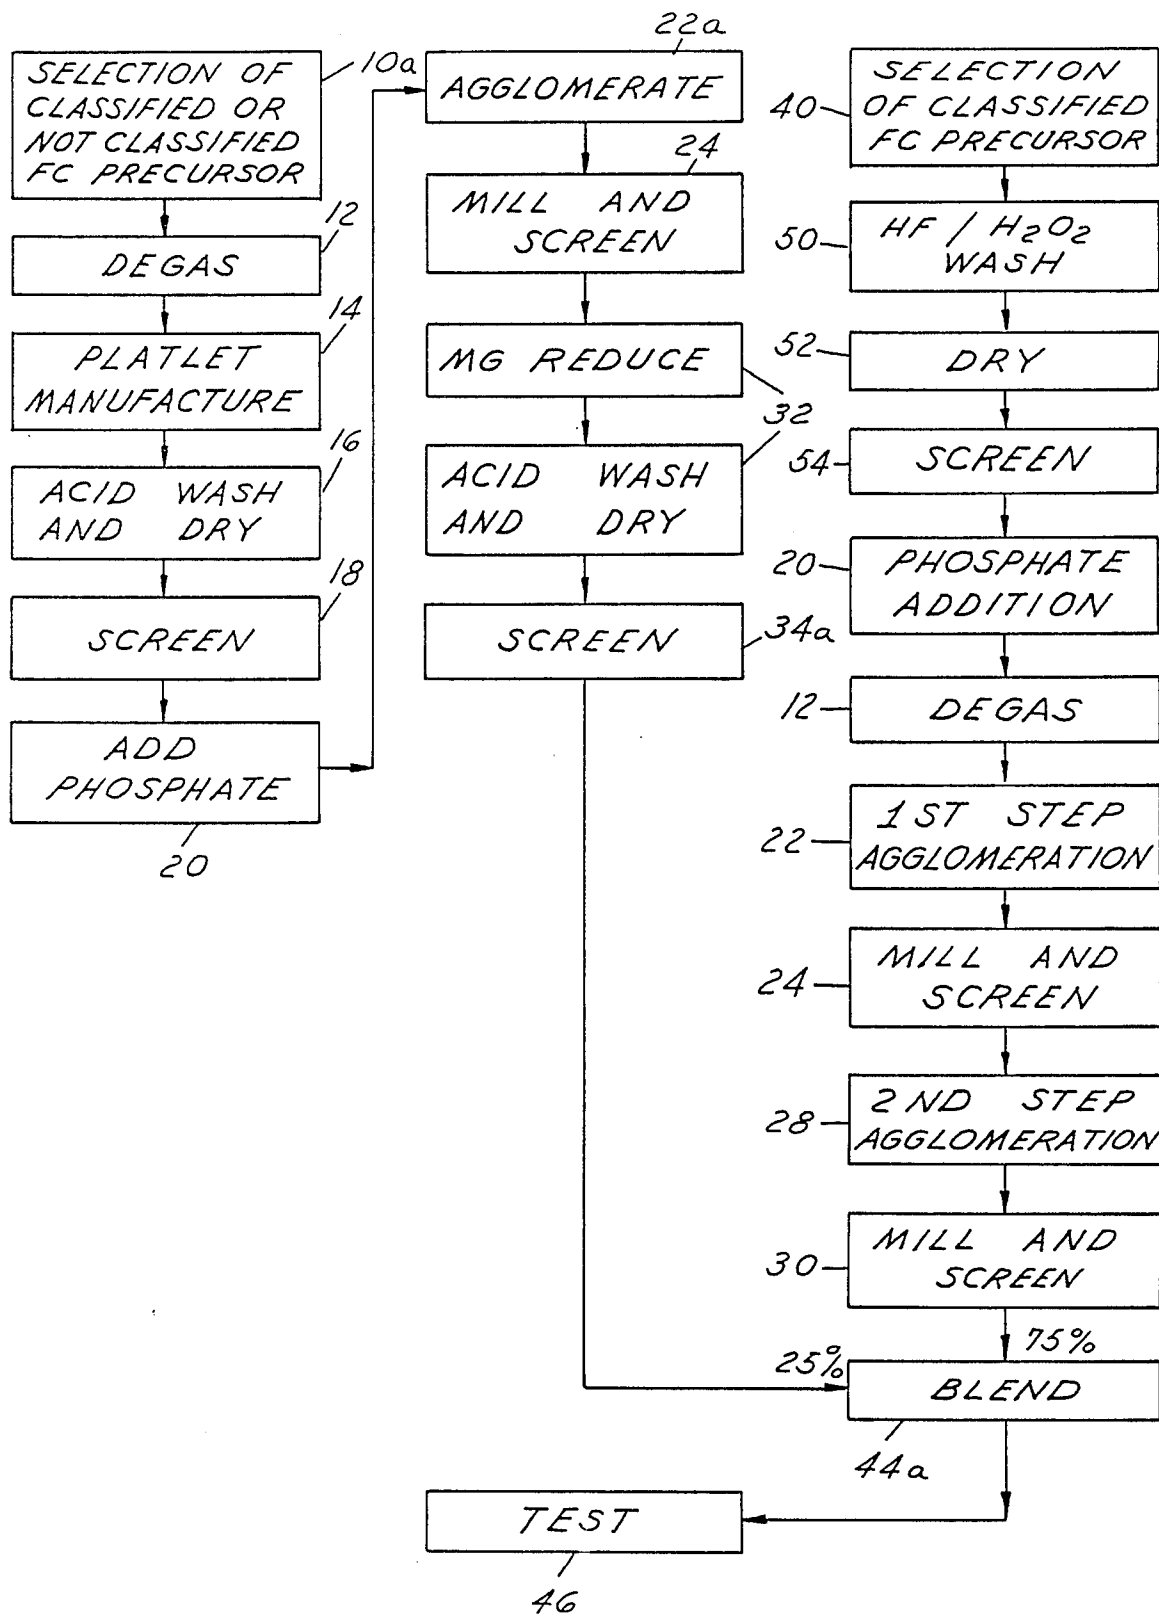 SELECTION OF
CLASSIFIED OR
NOT CLASSIFIED
FC PRECURSOR
10a
DEGAS
12
PLATLET
MANUFACTURE
14
ACID WASH
AND DRY
16
SCREEN
18
ADD
PHOSPHATE
20
22a
AGGLOMERATE
24
MILL AND
SCREEN
MG REDUCE
32
ACID WASH
AND DRY
SCREEN
34a
SELECTION
OF CLASSIFIED
FC PRECURSOR
40
HF / H2O2
WASH
50
DRY
52
SCREEN
54
PHOSPHATE
ADDITION
20
DEGAS
12
1ST STEP
AGGLOMERATION
22
MILL AND
SCREEN
24
2ND STEP
AGGLOMERATION
28
MILL AND
SCREEN
30
75%
25%
BLEND
44a
TEST
46